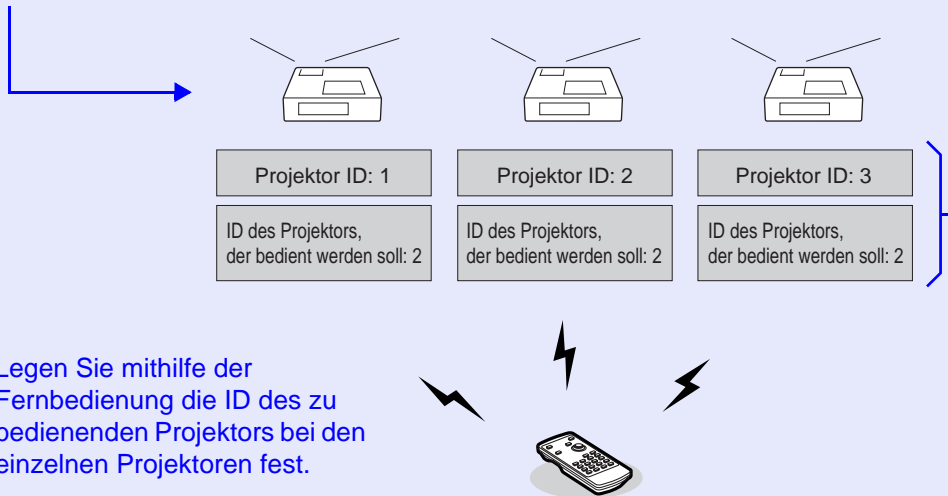 Projektor ID: 1
Projektor ID: 2
Projektor ID: 3
ID des Projektors,
der bedient werden soll: 2
ID des Projektors,
der bedient werden soll: 2
ID des Projektors,
der bedient werden soll: 2
Legen Sie mithilfe der
Fernbedienung die ID des zu
bedienenden Projektors bei den
einzelnen Projektoren fest.